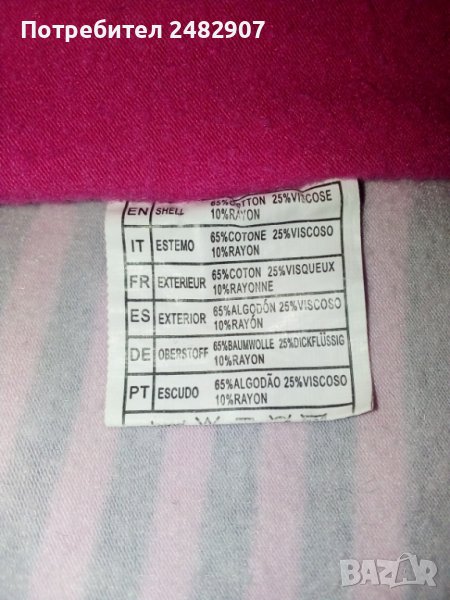 Потребител 2482907
EN SHELL 65%COTTON 25%VISCOSE
10%RAYON
IT ESTEMO 65%COTONE 25%VISCOSO
10%RAYON
FR EXTERIEUR 65%COTON 25%VISQUEUX
10%RAYONNE
ES EXTERIOR 65%ALGODÓN 25%VISCOSO
10%RAYÓN
DE OBERSTOFF 65%BAUMWOLLE 25%DICKFLÜSSIG
10%RAYON
PT ESCUDO 65%ALGODÃO 25%VISCOSO
10%RAYON
BAZAR